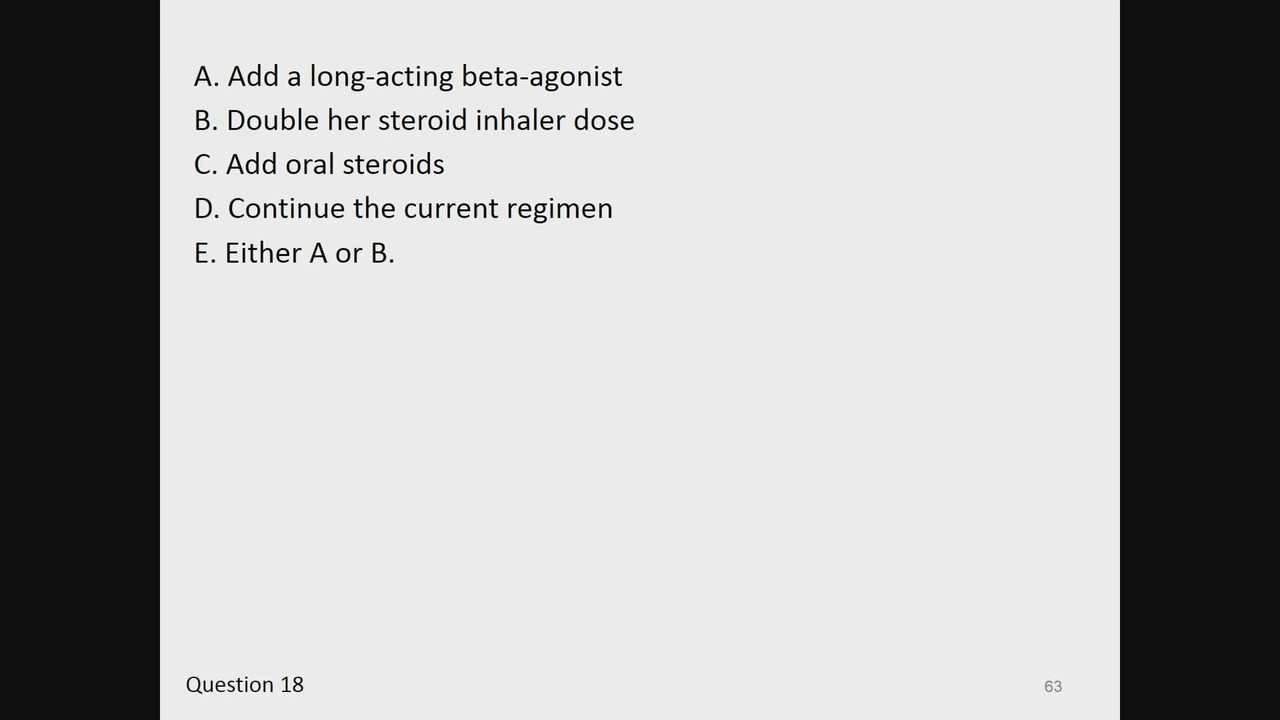 A. Add a long-acting beta-agonist
B. Double her steroid inhaler dose
C. Add oral steroids
D. Continue the current regimen
E. Either A or B.
Question 18
63